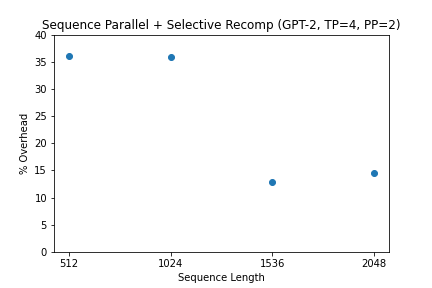 Sequence Parallel + Selective Recomp (GPT-2, TP=4, PP=2)
40
35
30
25
20
15
10
5
0
% Overhead
512 1024 1536 2048
Sequence Length